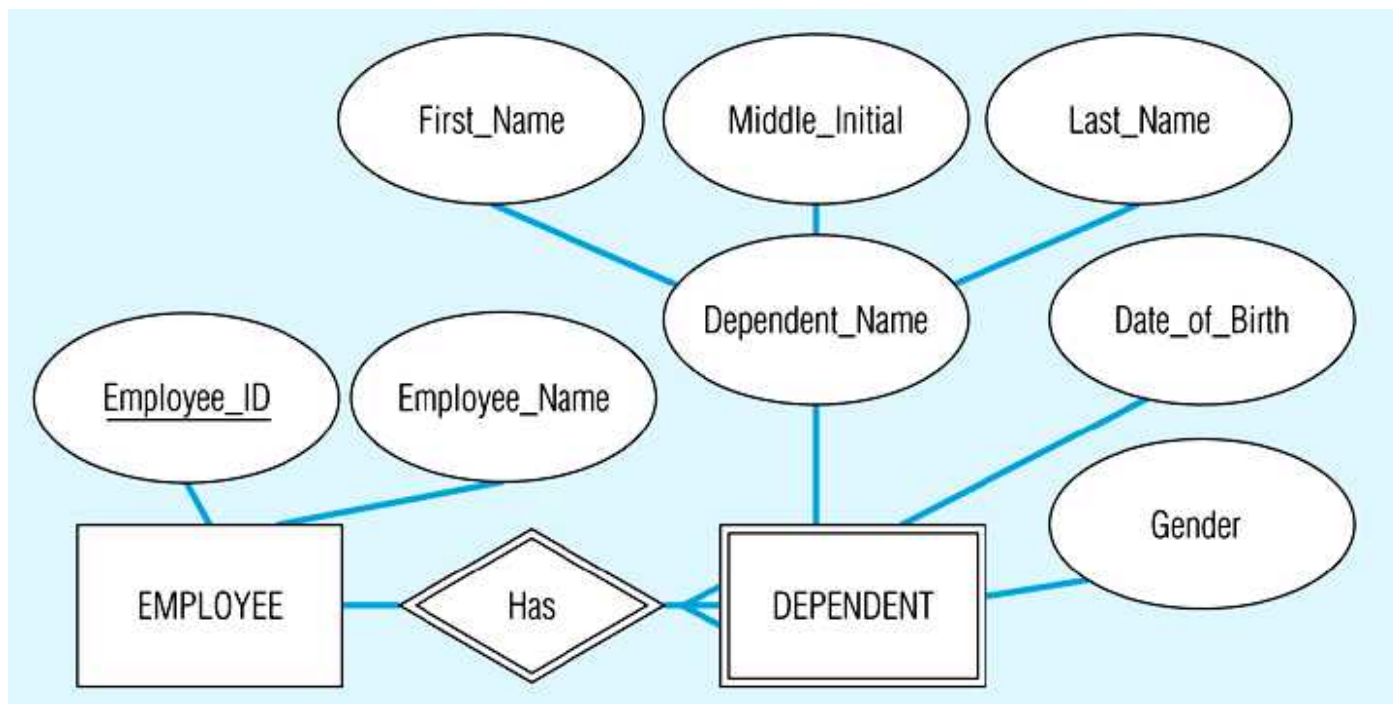 First_Name
Middle_Initial
Last_Name
Dependent_Name
Date_of_Birth
Employee_ID
Employee_Name
Gender
EMPLOYEE
Has
DEPENDENT